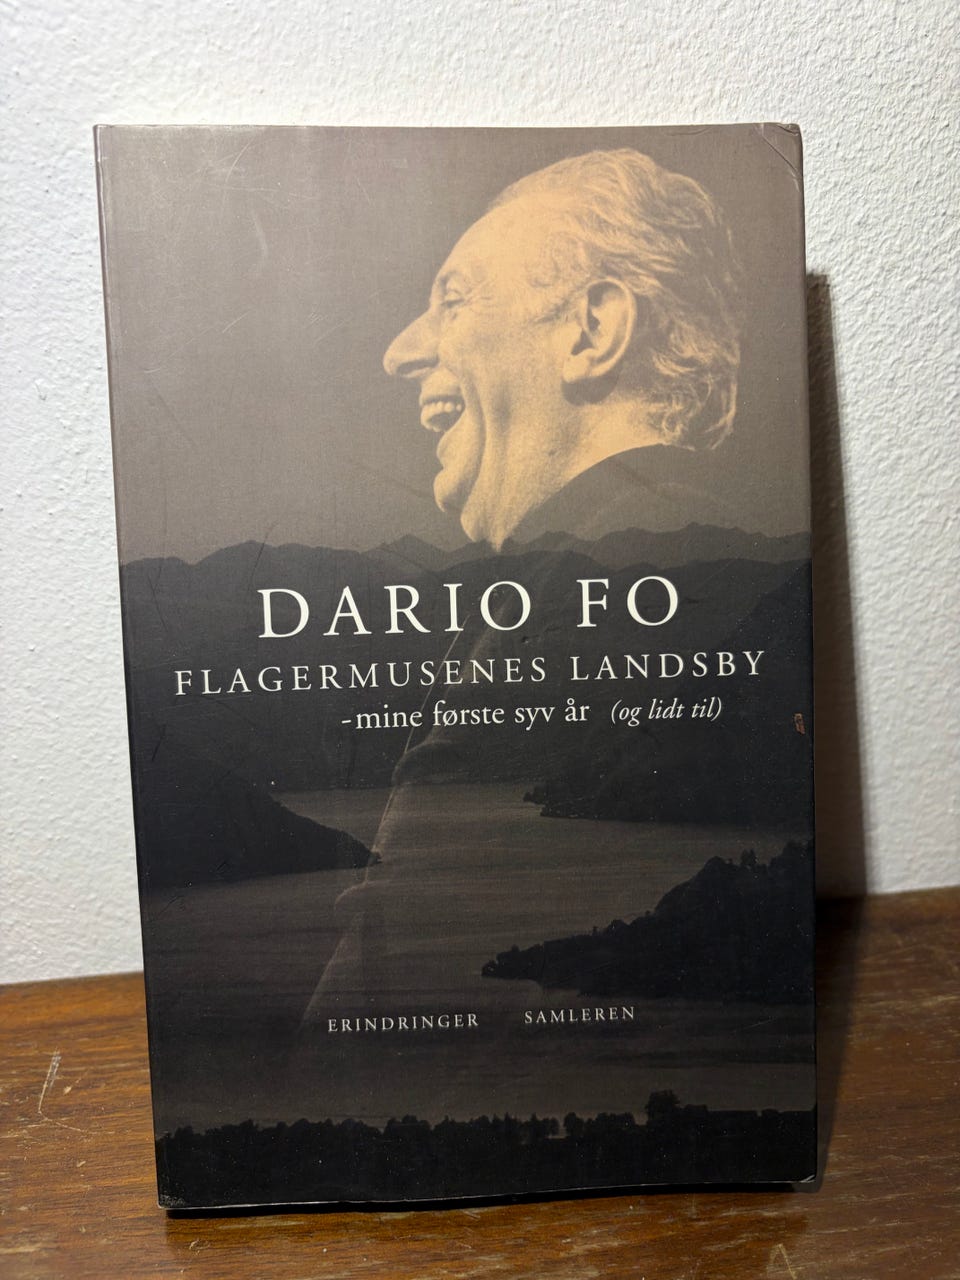 DARIO FO
FLAGERMUSENES LANDSBY
-mine første syv år (og lidt til)
ERINDRINGER SAMLEREN